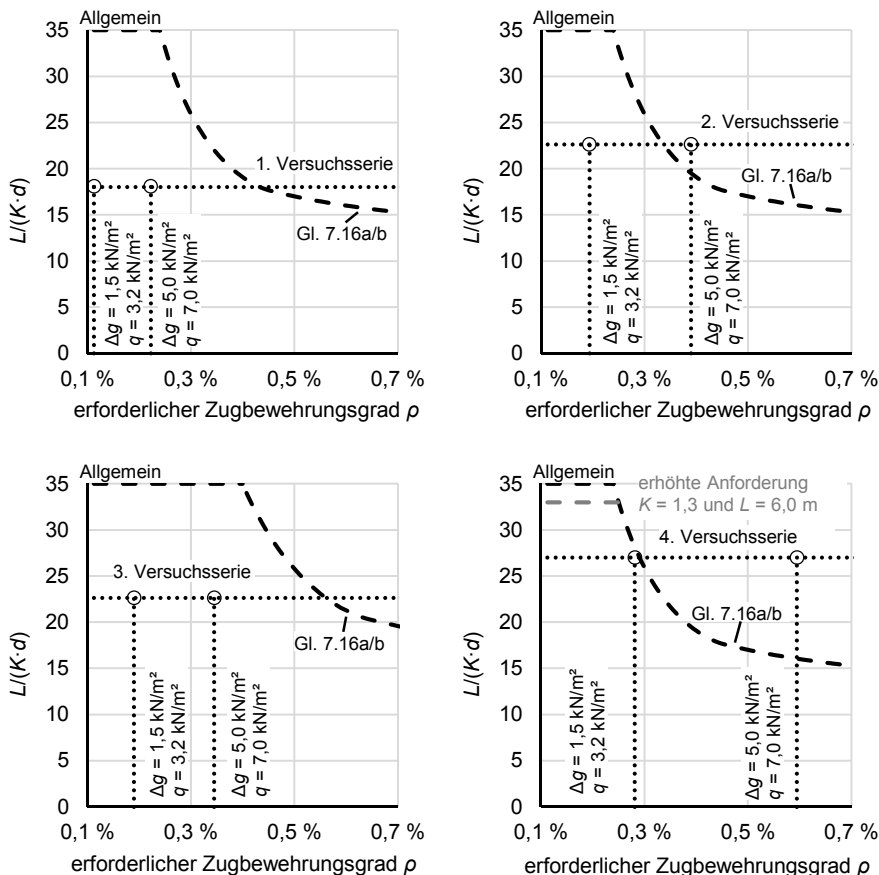 Allgemein
35
30
25
20
15
10
5
0
L/(K·d)
1. Versuchsserie
Gl. 7.16a/b
Δg = 1,5 kN/m²
q = 3,2 kN/m²
Δg = 5,0 kN/m²
q = 7,0 kN/m²
0,1 % 0,3 % 0,5 % 0,7 %
erforderlicher Zugbewehrungsgrad ρ
Allgemein
35
30
25
20
15
10
5
0
L/(K·d)
2. Versuchsserie
Gl. 7.16a/b
Δg = 1,5 kN/m²
q = 3,2 kN/m²
Δg = 5,0 kN/m²
q = 7,0 kN/m²
0,1 % 0,3 % 0,5 % 0,7 %
erforderlicher Zugbewehrungsgrad ρ
Allgemein
35
30
25
20
15
10
5
0
L/(K·d)
3. Versuchsserie
Gl. 7.16a/b
Δg = 1,5 kN/m²
q = 3,2 kN/m²
Δg = 5,0 kN/m²
q = 7,0 kN/m²
0,1 % 0,3 % 0,5 % 0,7 %
erforderlicher Zugbewehrungsgrad ρ
Allgemein
erhöhte Anforderung
K = 1,3 und L = 6,0 m
35
30
25
20
15
10
5
0
L/(K·d)
4. Versuchsserie
Gl. 7.16a/b
Δg = 1,5 kN/m²
q = 3,2 kN/m²
Δg = 5,0 kN/m²
q = 7,0 kN/m²
0,1 % 0,3 % 0,5 % 0,7 %
erforderlicher Zugbewehrungsgrad ρ